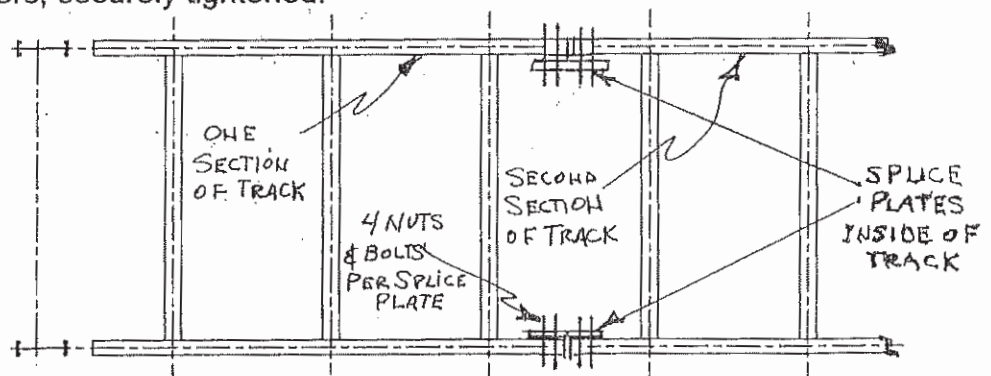 securely tightened.
ONE
SECTION
OF TRACK
4 NUTS
& BOLTS
PER SPLICE
PLATE
SECOND
SECTION
OF TRACK
SPLICE
PLATES
INSIDE OF
TRACK